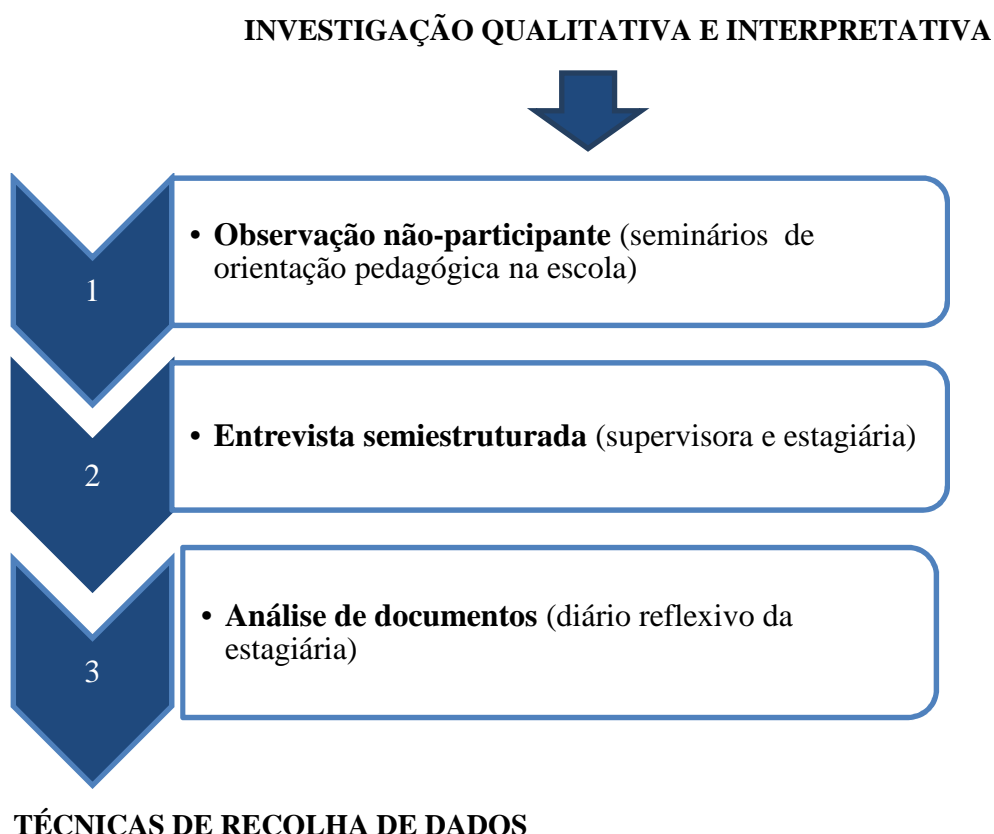 INVESTIGAÇÃO QUALITATIVA E INTERPRETATIVA
1
• Observação não-participante (seminários de
orientação pedagógica na escola)
2
• Entrevista semiestruturada (supervisora e estagiária)
3
• Análise de documentos (diário reflexivo da
estagiária)
TÉCNICAS DE RECOLHA DE DADOS